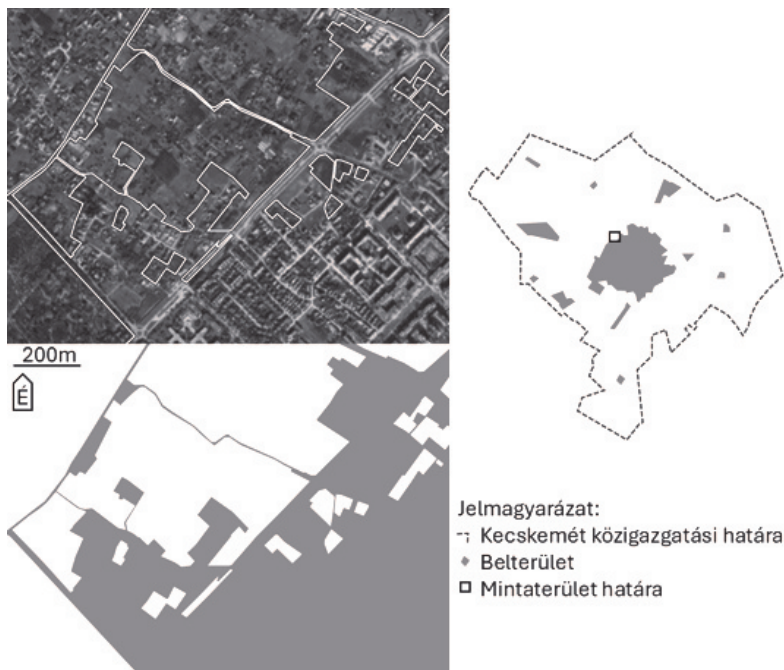 200m
É
Jelmagyarázat:
Kecskemét közigazgatási határa
Belterület
Mintaterület határa